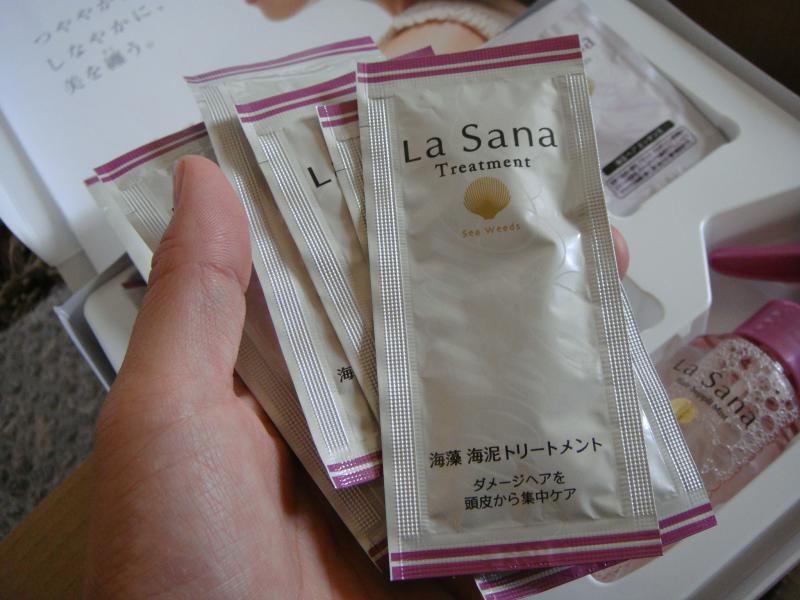 つややか
しなやかに、
美を纏う。
La Sana
Treatment
Sea Weeds
海藻 海泥トリートメント
ダメージヘアを
頭皮から集中ケア
L
海
Sana
La Sana